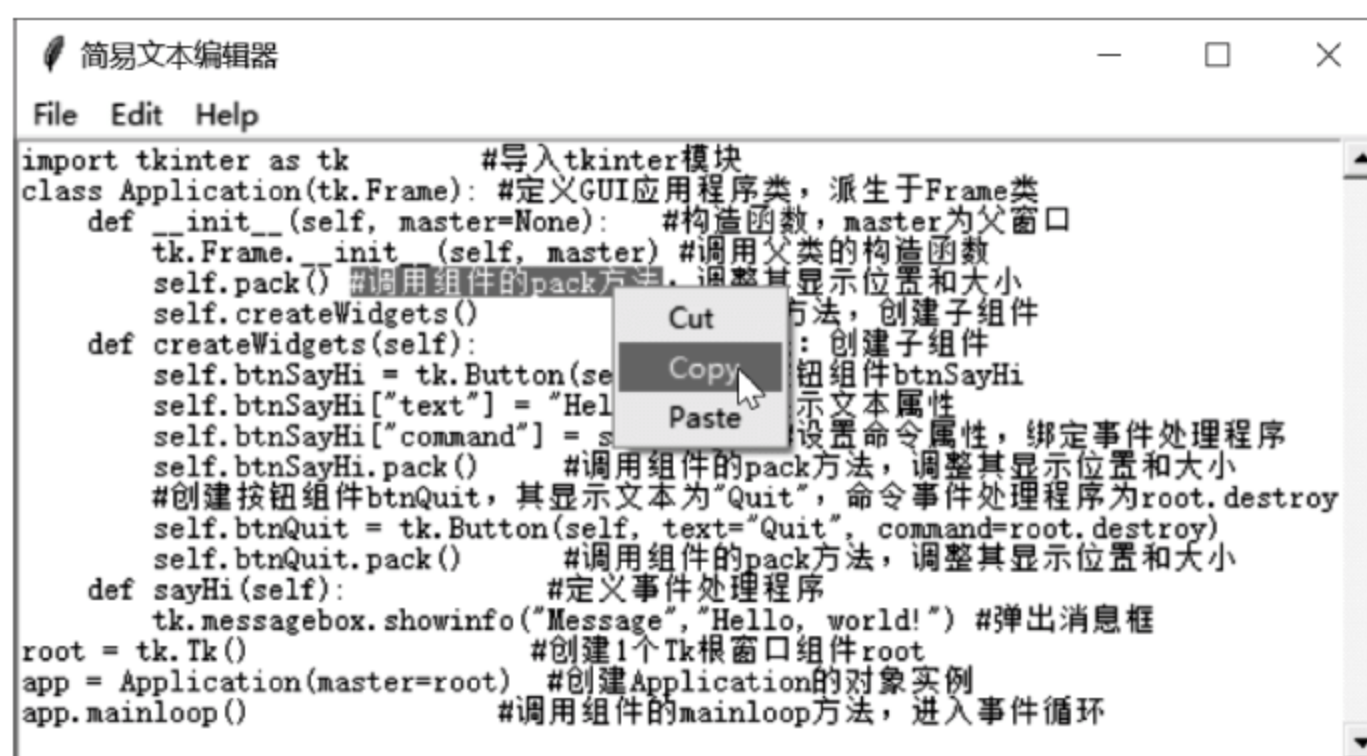 简易文本编辑器
File Edit Help
import tkinter as tk #导入tkinter模块
class Application(tk.Frame): #定义GUI应用程序类，派生于Frame类
def __init__(self, master=None): #构造函数，master为父窗口
tk.Frame.__init__(self, master) #调用父类的构造函数
self.pack() #调用组件的pack方法，调整其显示位置和大小
self.createWidgets() 方法，创建子组件
def createWidgets(self): : 创建子组件
self.btnSayHi = tk.Button(se 钮组件btnSayHi
self.btnSayHi["text"] = "Hel 示文本属性
self.btnSayHi["command"] = s #设置命令属性，绑定事件处理程序
Cut
Copy
Paste
self.btnSayHi.pack() #调用组件的pack方法，调整其显示位置和大小
#创建按钮组件btnQuit，其显示文本为"Quit"，命令事件处理程序为root.destroy
self.btnQuit = tk.Button(self, text="Quit", command=root.destroy)
self.btnQuit.pack() #调用组件的pack方法，调整其显示位置和大小
def sayHi(self): #定义事件处理程序
tk.messagebox.showinfo("Message","Hello, world!") #弹出消息框
root = tk.Tk() #创建1个Tk根窗口组件root
app = Application(master=root) #创建Application的对象实例
app.mainloop() #调用组件的mainloop方法，进入事件循环